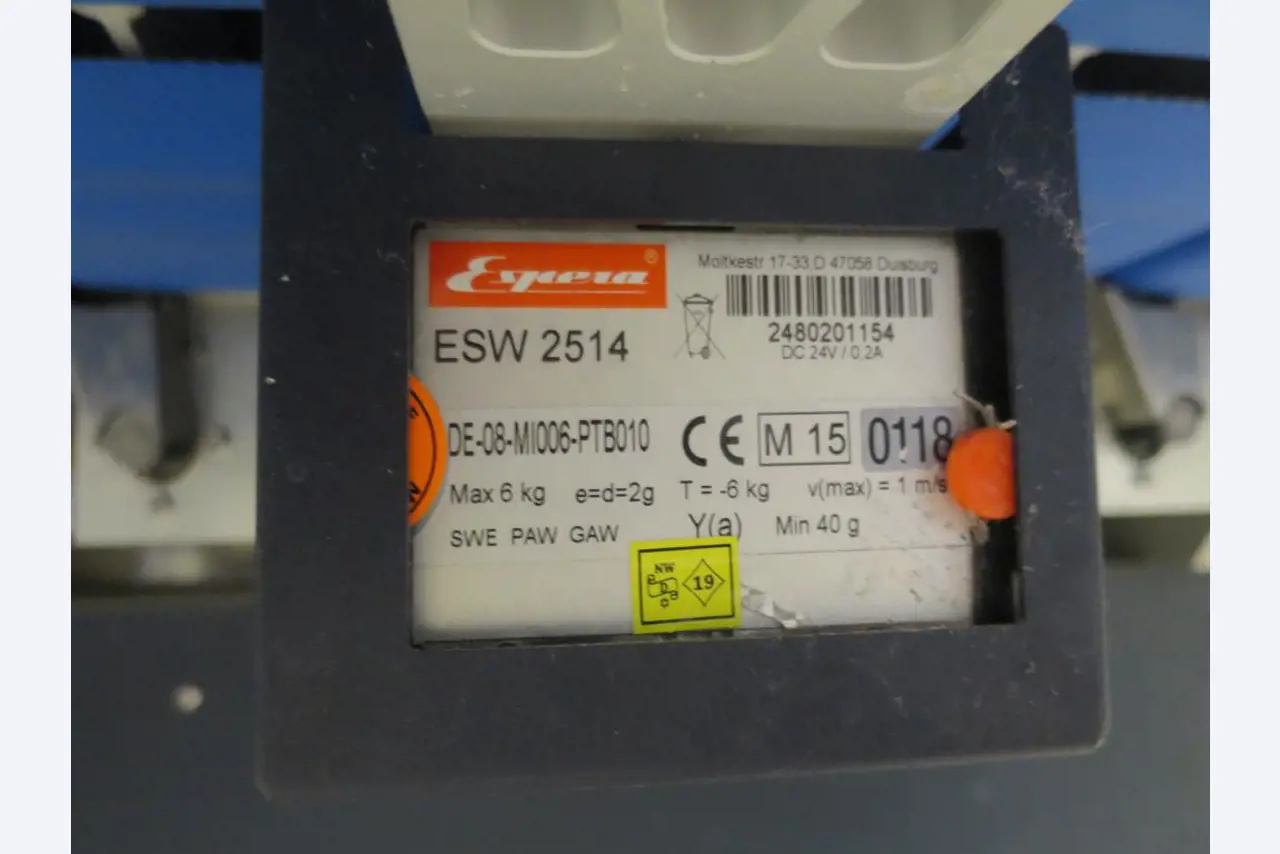 Espera ®
Moltkestr 17-33,D 47058 Duisburg
2480201154
DC 24V / 0,2A
ESW 2514
DE-08-MI006-PTB010 CE M 15 0118
Max 6 kg e=d=2g T = -6 kg v(max) = 1 m/s
SWE PAW GAW Y(a) Min 40 g
NW
D
19